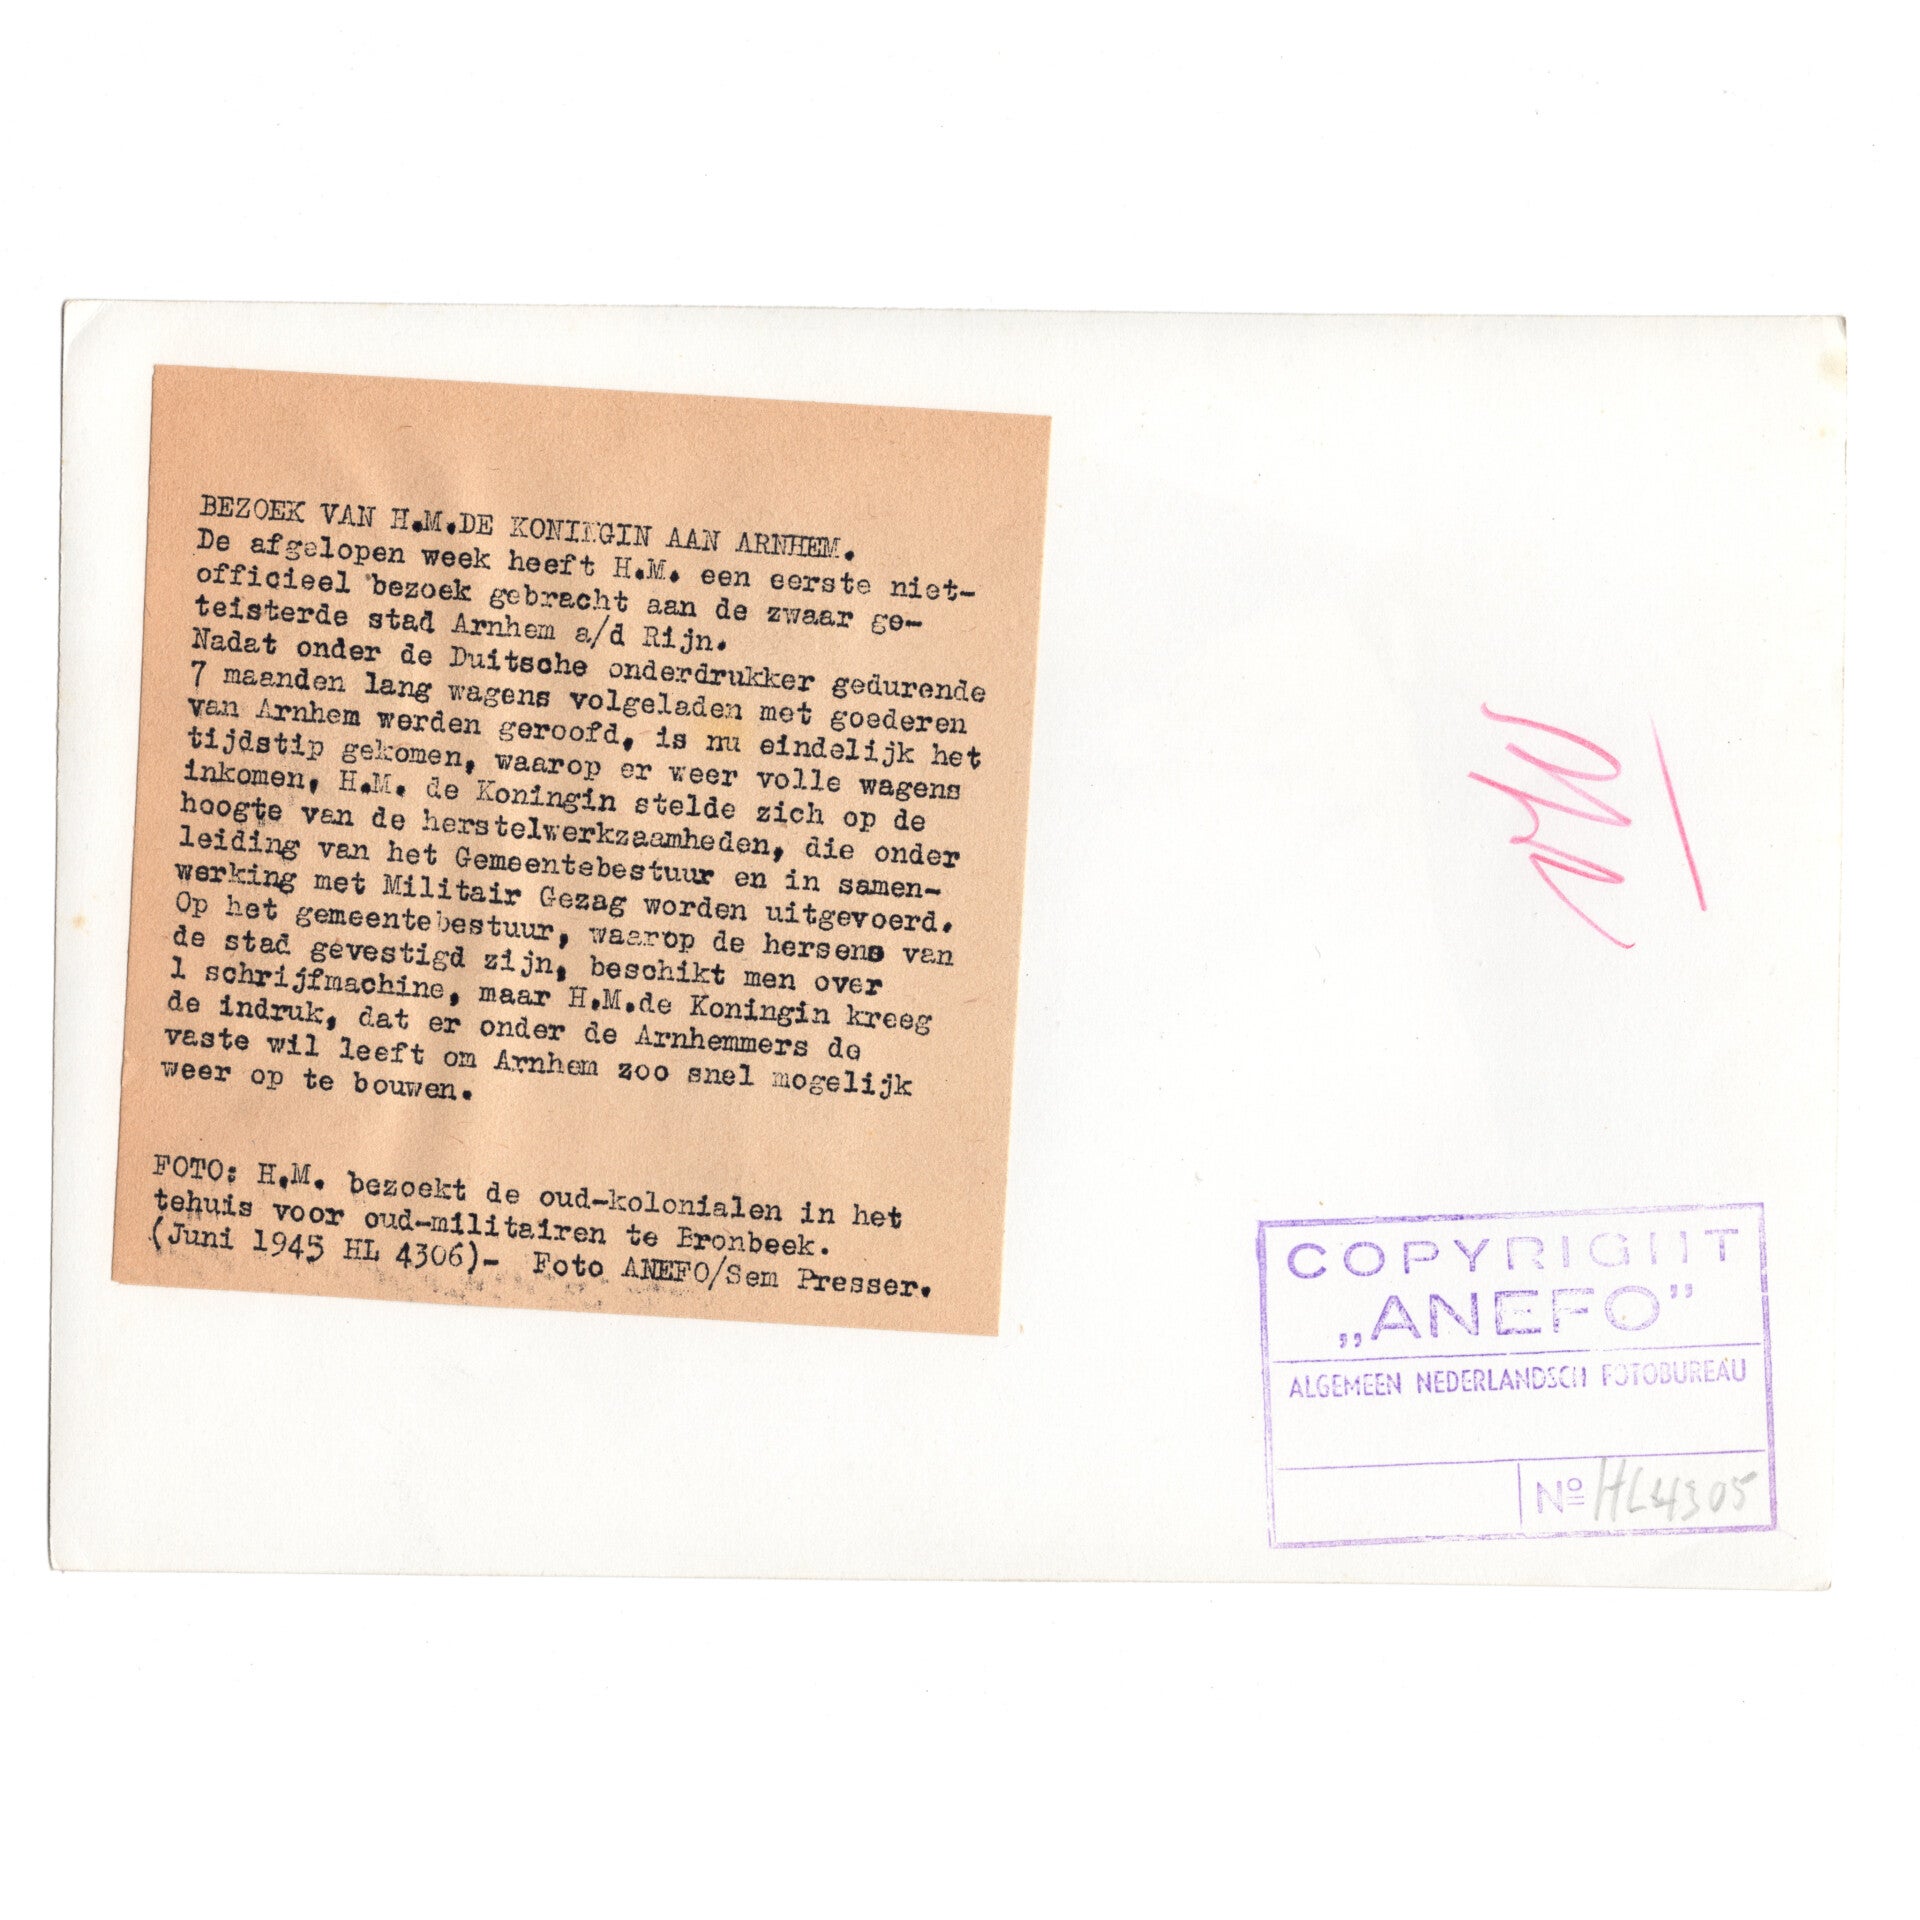 BEZOEK VAN H.M.DE KONINGIN AAN ARNHEM.
De afgelopen week heeft H.M. een eerste niet-
officieel bezoek gebracht aan de zwaar ge-
teisterde stad Arnhem a/d Rijn.
Nadat onder de Duitsche onderdrukker gedurende
7 maanden lang wagens volgeladen met goederen
van Arnhem werden geroofd, is nu eindelijk het
tijdstip gekomen, waarop er weer volle wagens
inkomen, H.M. de Koningin stelde zich op de
hoogte van de herstelwerkzaamheden, die onder
leiding van het Gemeentebestuur en in samen-
werking met Militair Gezag worden uitgevoerd.
Op het gemeentebestuur, waarop de hersens van
de stad gevestigd zijn, beschikt men over
1 schrijfmachine, maar H.M.de Koningin kreeg
de indruk, dat er onder de Arnhemmers de
vaste wil leeft om Arnhem zoo snel mogelijk
weer op te bouwen.
FOTO: H.M. bezoekt de oud-kolonialen in het
tehuis voor oud-militairen te Bronbeek.
(Juni 1945 HL 4306)- Foto ANEFO/Sem Presser.
COPYRIGHT
„ANEFO”
ALGEMEEN NEDERLANDSCH FOTOBUREAU
Nº HL4305